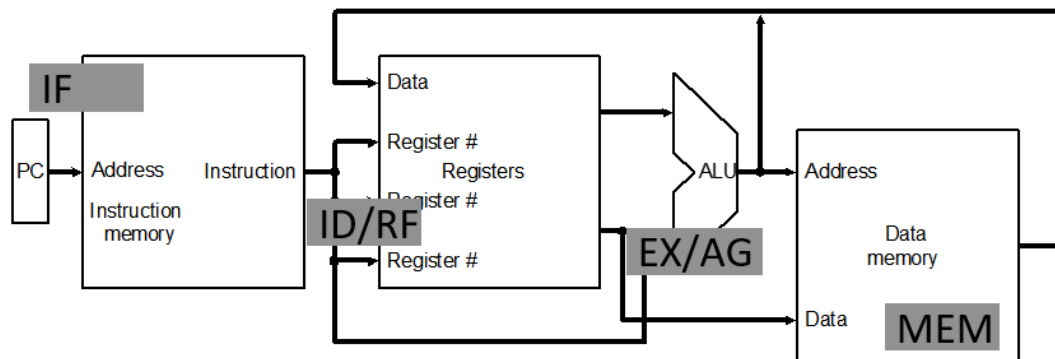 IF
PC
Address
Instruction
Instruction
memory
Data
Register #
Registers
Register #
Register #
ID/RF
ALU
EX/AG
Address
Data
memory
Data
MEM